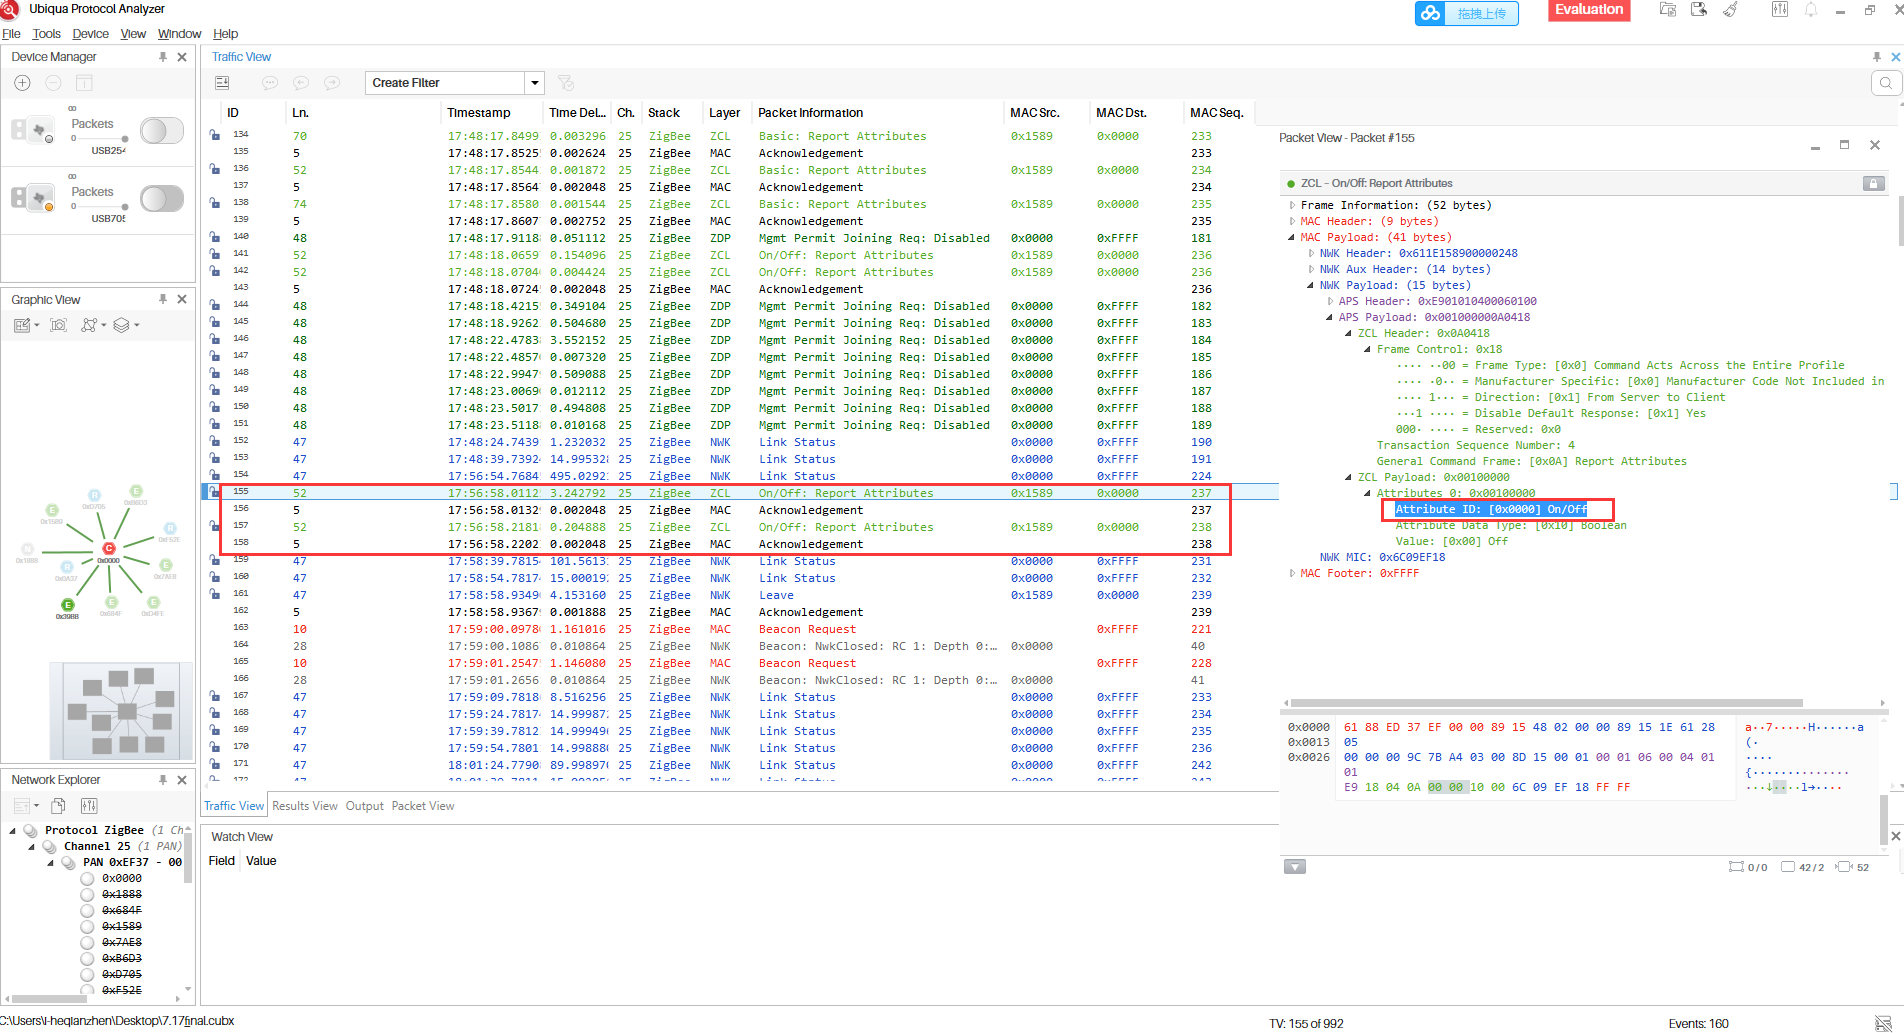 Ubiqua Protocol Analyzer
拖拽上传
Evaluation
File Tools Device View Window Help
Device Manager
Traffic View
Create Filter
Packets
0
USB254
Packets
0
USB705
ID Ln. Timestamp Time Del... Ch. Stack Layer Packet Information MAC Src. MAC Dst. MAC Seq.
134 70 17:48:17.8499 0.003296 25 ZigBee ZCL Basic: Report Attributes 0x1589 0x0000 233
135 5 17:48:17.8525 0.002624 25 ZigBee MAC Acknowledgement 233
136 52 17:48:17.8544 0.001872 25 ZigBee ZCL Basic: Report Attributes 0x1589 0x0000 234
137 5 17:48:17.8564 0.002048 25 ZigBee MAC Acknowledgement 234
138 74 17:48:17.8580 0.001544 25 ZigBee ZCL Basic: Report Attributes 0x1589 0x0000 235
139 5 17:48:17.8607 0.002752 25 ZigBee MAC Acknowledgement 235
140 48 17:48:17.9118 0.051112 25 ZigBee ZDP Mgmt Permit Joining Req: Disabled 0x0000 0xFFFF 181
141 52 17:48:18.0659 0.154096 25 ZigBee ZCL On/Off: Report Attributes 0x1589 0x0000 236
142 52 17:48:18.0704 0.004424 25 ZigBee ZCL On/Off: Report Attributes 0x1589 0x0000 236
143 5 17:48:18.0724 0.002048 25 ZigBee MAC Acknowledgement 236
144 48 17:48:18.4215 0.349104 25 ZigBee ZDP Mgmt Permit Joining Req: Disabled 0x0000 0xFFFF 182
145 48 17:48:18.9262 0.504680 25 ZigBee ZDP Mgmt Permit Joining Req: Disabled 0x0000 0xFFFF 183
146 48 17:48:22.4783 3.552152 25 ZigBee ZDP Mgmt Permit Joining Req: Disabled 0x0000 0xFFFF 184
147 48 17:48:22.4857 0.007320 25 ZigBee ZDP Mgmt Permit Joining Req: Disabled 0x0000 0xFFFF 185
148 48 17:48:22.9947 0.509088 25 ZigBee ZDP Mgmt Permit Joining Req: Disabled 0x0000 0xFFFF 186
149 48 17:48:23.0069 0.012112 25 ZigBee ZDP Mgmt Permit Joining Req: Disabled 0x0000 0xFFFF 187
150 48 17:48:23.5017 0.494808 25 ZigBee ZDP Mgmt Permit Joining Req: Disabled 0x0000 0xFFFF 188
151 48 17:48:23.5118 0.010168 25 ZigBee ZDP Mgmt Permit Joining Req: Disabled 0x0000 0xFFFF 189
152 47 17:48:24.7439 1.232032 25 ZigBee NWK Link Status 0x0000 0xFFFF 190
153 47 17:48:39.7392 14.995328 25 ZigBee NWK Link Status 0x0000 0xFFFF 191
154 47 17:56:54.7684 495.02921 25 ZigBee NWK Link Status 0x0000 0xFFFF 224
155 52 17:56:58.0112 3.242792 25 ZigBee ZCL On/Off: Report Attributes 0x1589 0x0000 237
156 5 17:56:58.0132 0.002048 25 ZigBee MAC Acknowledgement 237
157 52 17:56:58.2181 0.204888 25 ZigBee ZCL On/Off: Report Attributes 0x1589 0x0000 238
158 5 17:56:58.2202 0.002048 25 ZigBee MAC Acknowledgement 238
159 47 17:58:39.7815 101.5613 25 ZigBee NWK Link Status 0x0000 0xFFFF 231
160 47 17:58:54.7817 15.000192 25 ZigBee NWK Link Status 0x0000 0xFFFF 232
161 47 17:58:58.9349 4.153160 25 ZigBee NWK Leave 0x1589 0x0000 239
162 5 17:58:58.9367 0.001888 25 ZigBee MAC Acknowledgement 239
163 10 17:59:00.0978 1.161016 25 ZigBee MAC Beacon Request 0xFFFF 221
164 28 17:59:00.1086 0.010864 25 ZigBee NWK Beacon: NwkClosed: RC 1: Depth 0:... 0x0000 40
165 10 17:59:01.2547 1.146080 25 ZigBee MAC Beacon Request 0xFFFF 228
166 28 17:59:01.2656 0.010864 25 ZigBee NWK Beacon: NwkClosed: RC 1: Depth 0:... 0x0000 41
167 47 17:59:09.7818 8.516256 25 ZigBee NWK Link Status 0x0000 0xFFFF 233
168 47 17:59:24.7817 14.999872 25 ZigBee NWK Link Status 0x0000 0xFFFF 234
169 47 17:59:39.7812 14.999496 25 ZigBee NWK Link Status 0x0000 0xFFFF 235
170 47 17:59:54.7801 14.998880 25 ZigBee NWK Link Status 0x0000 0xFFFF 236
171 47 18:01:24.7790 89.998976 25 ZigBee NWK Link Status 0x0000 0xFFFF 242
Graphic View
0xD705
0xB6D3
0x1589
0xF52E
0x1888
0x0000
0x0A37
0x7AE8
0x39BB
0x684F
Network Explorer
Protocol ZigBee (1 Ch
Channel 25 (1 PAN)
PAN 0xEF37 - 00
0x0000
0x1888
0x684F
0x1589
0x7AE8
0xB6D3
0xD705
0xF52E
Traffic View Results View Output Packet View
Watch View
Field Value
Packet View - Packet #155
ZCL - On/Off: Report Attributes
Frame Information: (52 bytes)
MAC Header: (9 bytes)
MAC Payload: (41 bytes)
NWK Header: 0x611E158900000248
NWK Aux Header: (14 bytes)
NWK Payload: (15 bytes)
APS Header: 0xE901010400060100
APS Payload: 0x001000000A0418
ZCL Header: 0x0A0418
Frame Control: 0x18
···· ··00 = Frame Type: [0x0] Command Acts Across the Entire Profile
···· ·0·· = Manufacturer Specific: [0x0] Manufacturer Code Not Included in
···· 1··· = Direction: [0x1] From Server to Client
···1 ···· = Disable Default Response: [0x1] Yes
000· ···· = Reserved: 0x0
Transaction Sequence Number: 4
General Command Frame: [0x0A] Report Attributes
ZCL Payload: 0x00100000
Attributes 0: 0x00100000
Attribute ID: [0x0000] On/Off
Attribute Data Type: [0x10] Boolean
Value: [0x00] Off
NWK MIC: 0x6C09EF18
MAC Footer: 0xFFFF
0x0000 61 88 ED 37 EF 00 00 89 15 48 02 00 00 89 15 1E 61 28 a··7·····H······a
0x0013 05 (·
0x0026 00 00 00 9C 7B A4 03 00 8D 15 00 01 00 01 06 00 04 01 ····
01 {··············
E9 18 04 0A 00 00 10 00 6C 09 EF 18 FF FF ···↓····l→····
0/0 42/2 52
C:\Users\l-heqianzhen\Desktop\7.17final.cubx
TV: 155 of 992
Events: 160